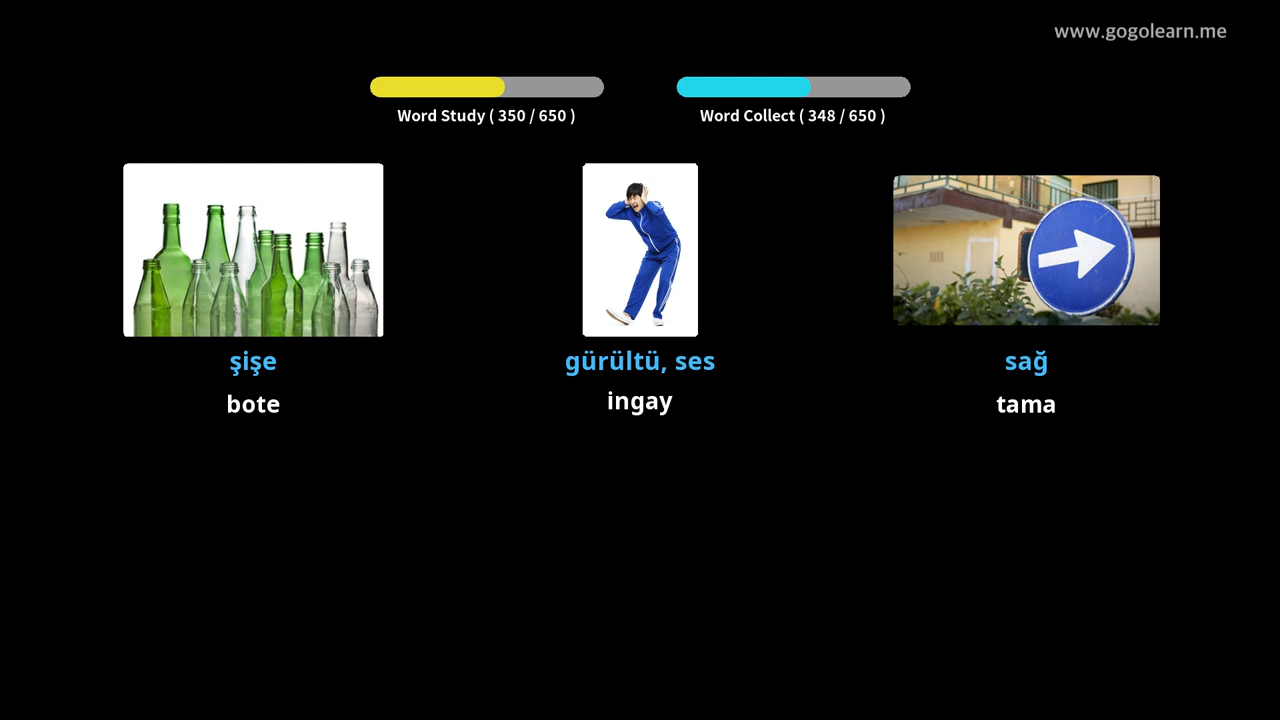 www.gogolearn.me
Word Study ( 350 / 650 )
Word Collect ( 348 / 650 )
şişe
gürültü, ses
sağ
bote
ingay
tama